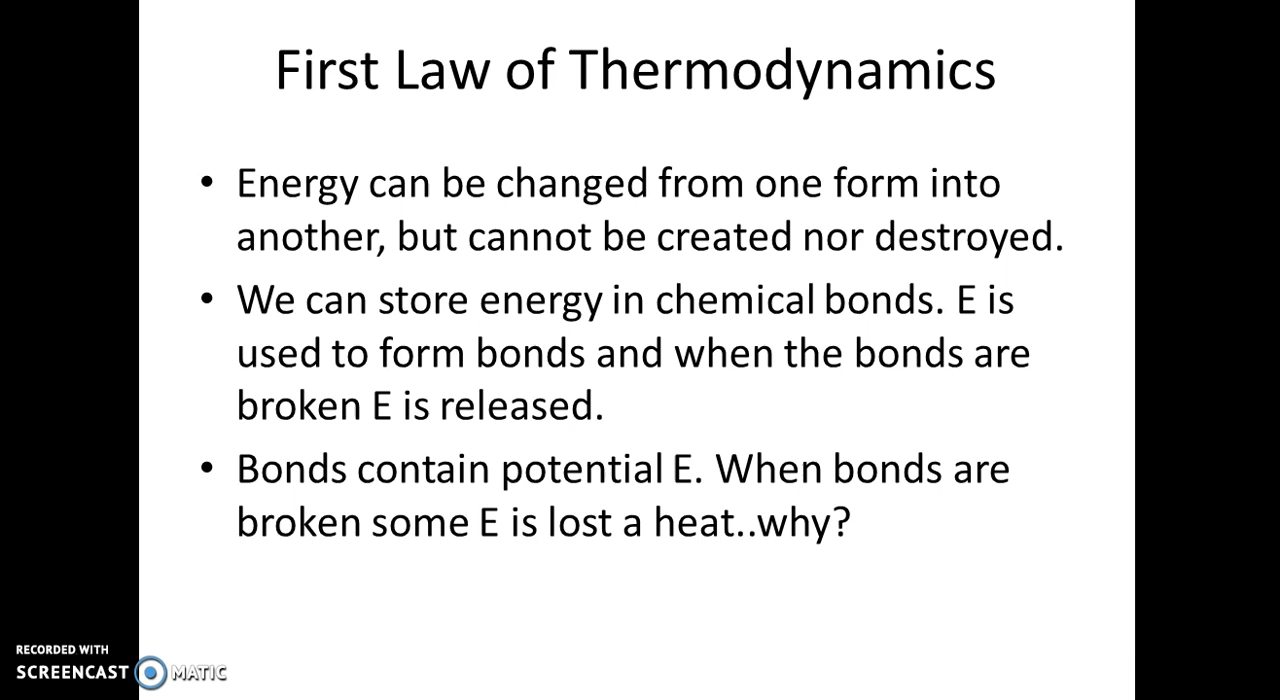 First Law of Thermodynamics
• Energy can be changed from one form into
another, but cannot be created nor destroyed.
• We can store energy in chemical bonds. E is
used to form bonds and when the bonds are
broken E is released.
• Bonds contain potential E. When bonds are
broken some E is lost a heat..why?
RECORDED WITH
SCREENCAST MATIC